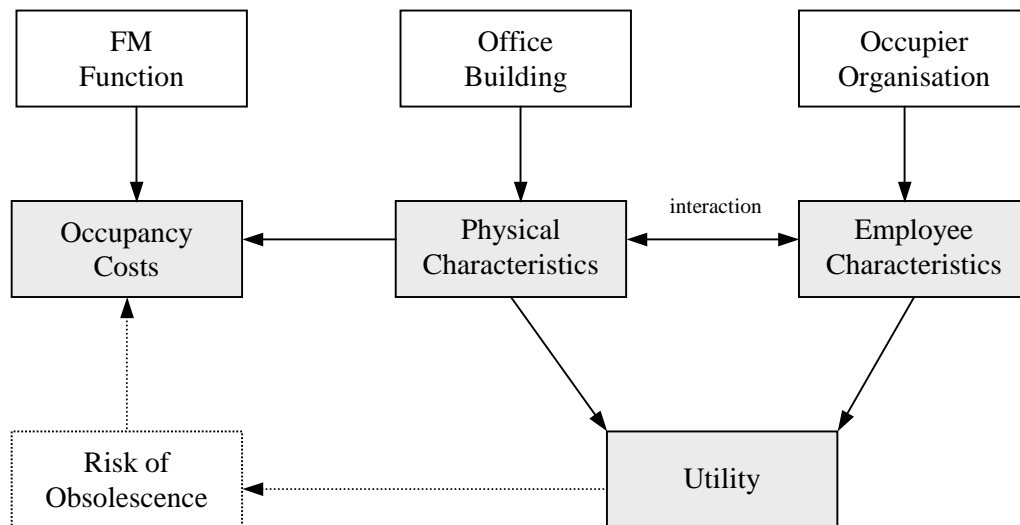 FM
Function
Office
Building
Occupier
Organisation
Occupancy
Costs
Physical
Characteristics
interaction
Employee
Characteristics
Risk of
Obsolescence
Utility